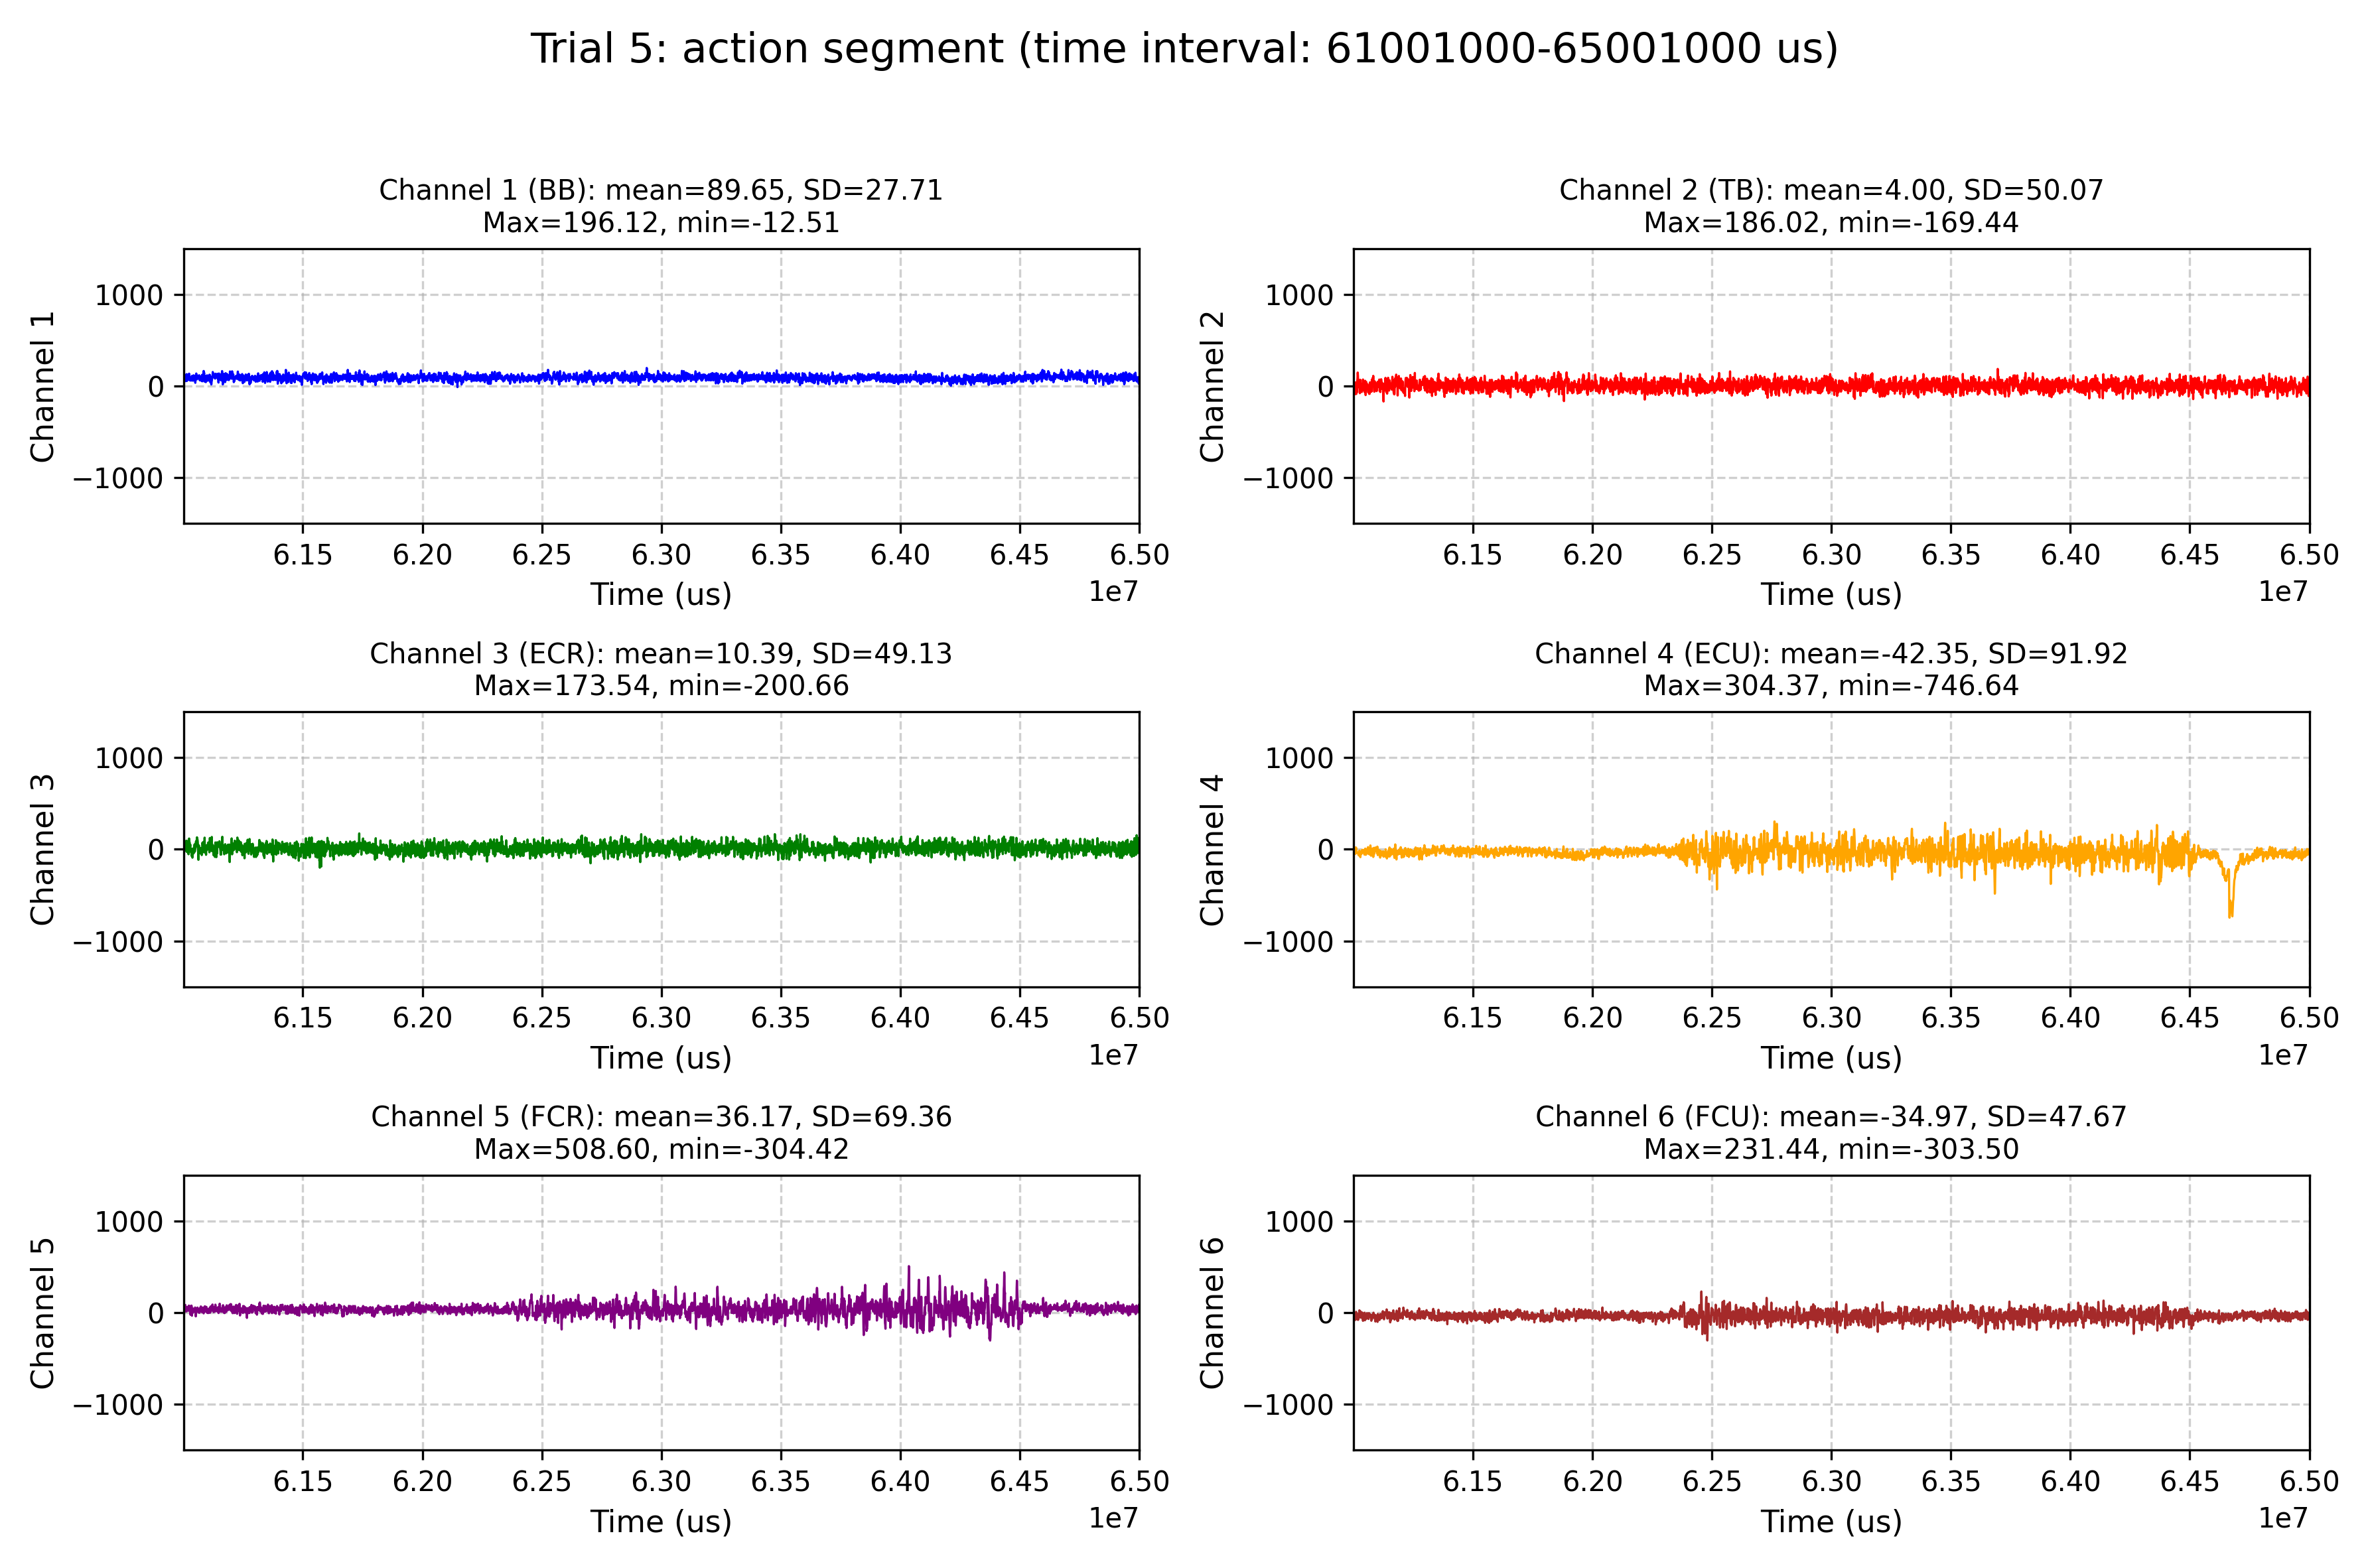 Trial 5: action segment (time interval: 61001000-65001000 us)
Channel 1 (BB): mean=89.65, SD=27.71
Max=196.12, min=-12.51
Channel 1
1000
0
−1000
6.15 6.20 6.25 6.30 6.35 6.40 6.45 6.50
Time (us)
1e7
Channel 2 (TB): mean=4.00, SD=50.07
Max=186.02, min=-169.44
Channel 2
1000
0
−1000
6.15 6.20 6.25 6.30 6.35 6.40 6.45 6.50
Time (us)
1e7
Channel 3 (ECR): mean=10.39, SD=49.13
Max=173.54, min=-200.66
Channel 3
1000
0
−1000
6.15 6.20 6.25 6.30 6.35 6.40 6.45 6.50
Time (us)
1e7
Channel 4 (ECU): mean=-42.35, SD=91.92
Max=304.37, min=-746.64
Channel 4
1000
0
−1000
6.15 6.20 6.25 6.30 6.35 6.40 6.45 6.50
Time (us)
1e7
Channel 5 (FCR): mean=36.17, SD=69.36
Max=508.60, min=-304.42
Channel 5
1000
0
−1000
6.15 6.20 6.25 6.30 6.35 6.40 6.45 6.50
Time (us)
1e7
Channel 6 (FCU): mean=-34.97, SD=47.67
Max=231.44, min=-303.50
Channel 6
1000
0
−1000
6.15 6.20 6.25 6.30 6.35 6.40 6.45 6.50
Time (us)
1e7